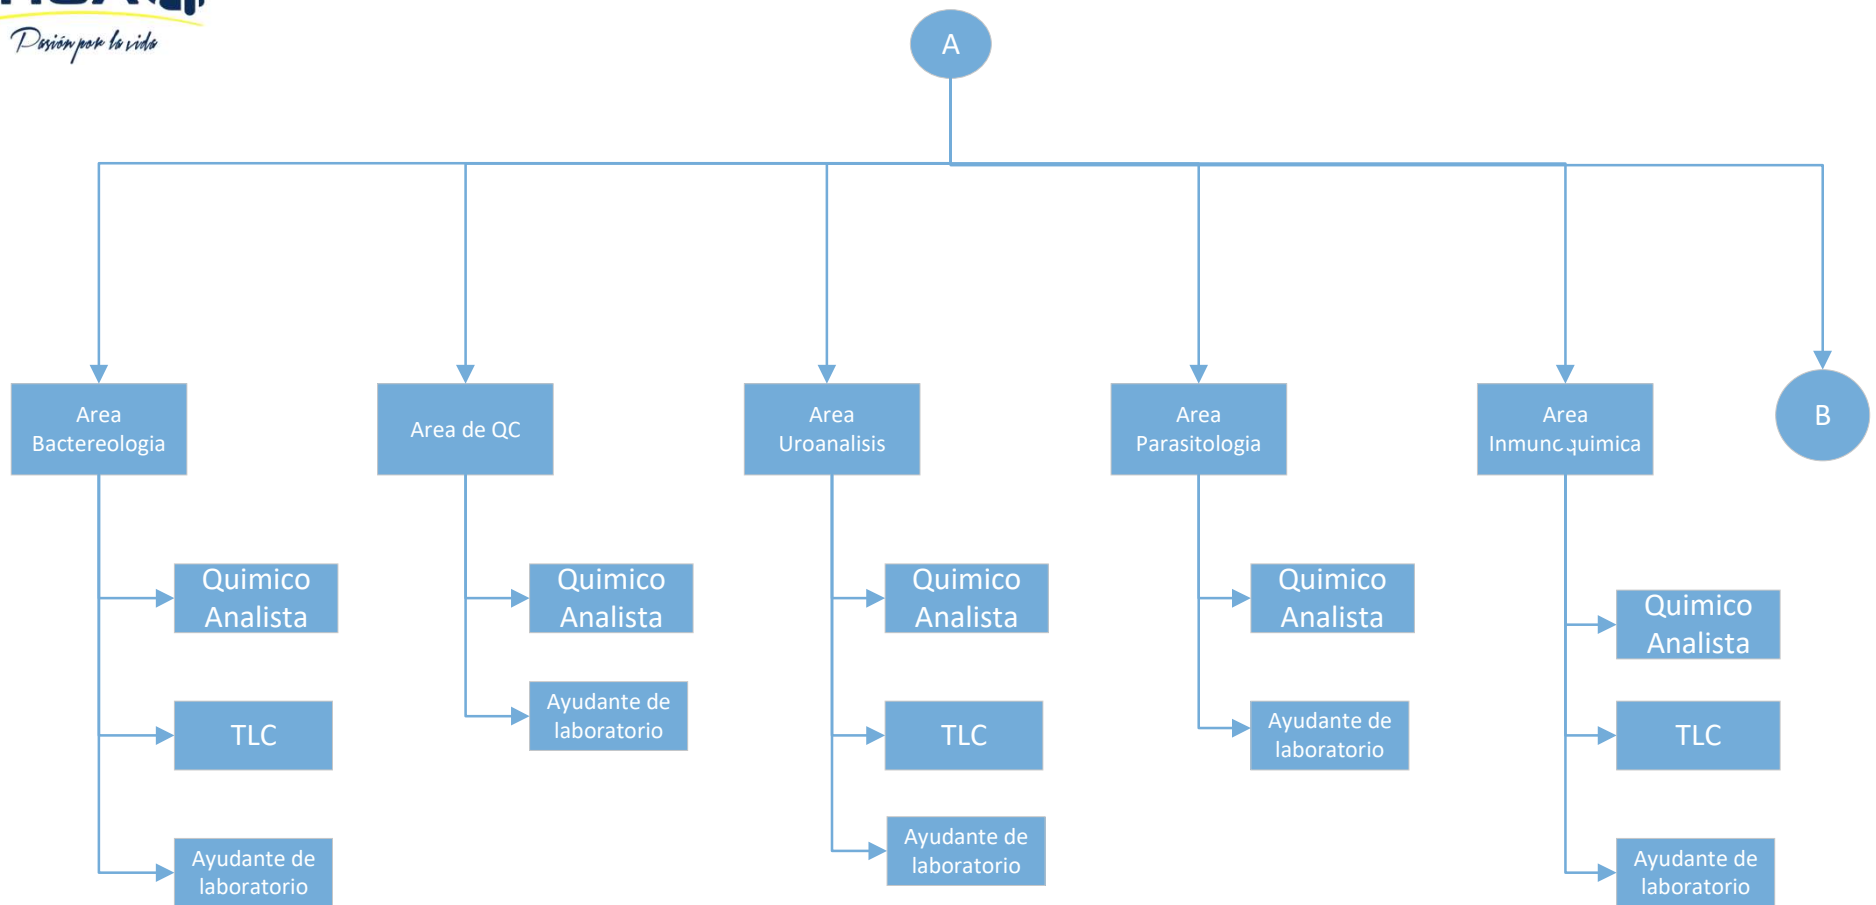 Pasión por la vida
A
Area
Bactereologia
Area de QC
Area
Uroanalisis
Area
Parasitologia
Area
Inmunoquimica
B
Quimico
Analista
Quimico
Analista
Quimico
Analista
Quimico
Analista
Quimico
Analista
Ayudante de
laboratorio
TLC
TLC
Ayudante de
laboratorio
TLC
Ayudante de
laboratorio
Ayudante de
laboratorio
Ayudante de
laboratorio